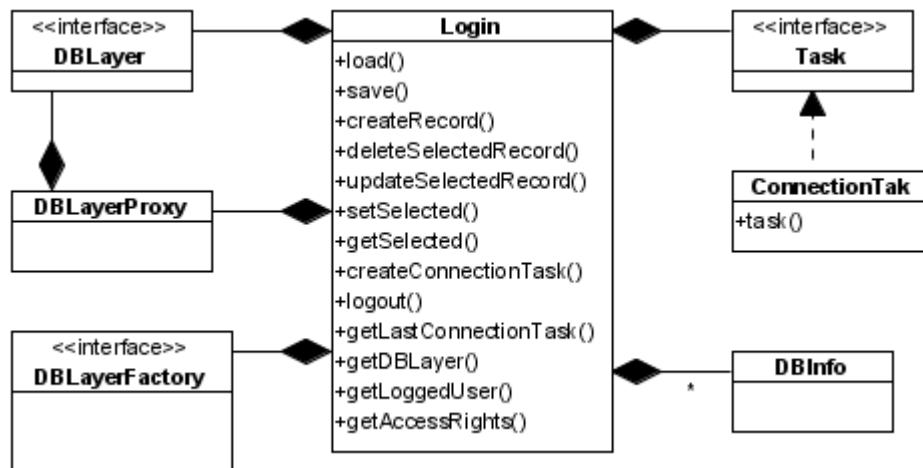 <<interface>>
DBLayer
DBLayerProxy
<<interface>>
DBLayerFactory
Login
+load()
+save()
+createRecord()
+deleteSelectedRecord()
+updateSelectedRecord()
+setSelected()
+getSelected()
+createConnectionTask()
+logout()
+getLastConnectionTask()
+getDBLayer()
+getLoggedUser()
+getAccessRights()
<<interface>>
Task
ConnectionTak
+task()
DBInfo
*